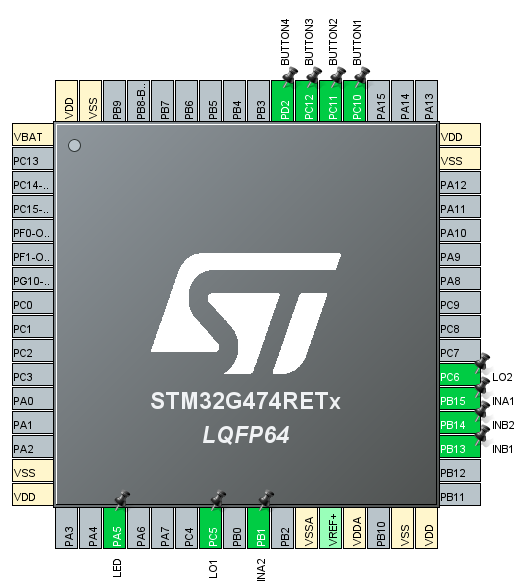 BUTTON4
BUTTON3
BUTTON2
BUTTON1
VDD
VSS
PB9
PB8-B..
PB7
PB6
PB5
PB4
PB3
PD2
PC12
PC11
PC10
PA15
PA14
PA13
VBAT
PC13
PC14-..
PC15-..
PF0-O..
PF1-O..
PG10-..
PC0
PC1
PC2
PC3
PA0
PA1
PA2
VSS
VDD
STM32G474RETx
LQFP64
VDD
VSS
PA12
PA11
PA10
PA9
PA8
PC9
PC8
PC7
PC6 LO2
PB15 INA1
PB14 INB2
PB13 INB1
PB12
PB11
PA3
PA4
PA5
PA6
PA7
PC4
PC5
PB0
PB1
PB2
VSSA
VREF+
VDDA
PB10
VSS
VDD
LED
LO1
INA2